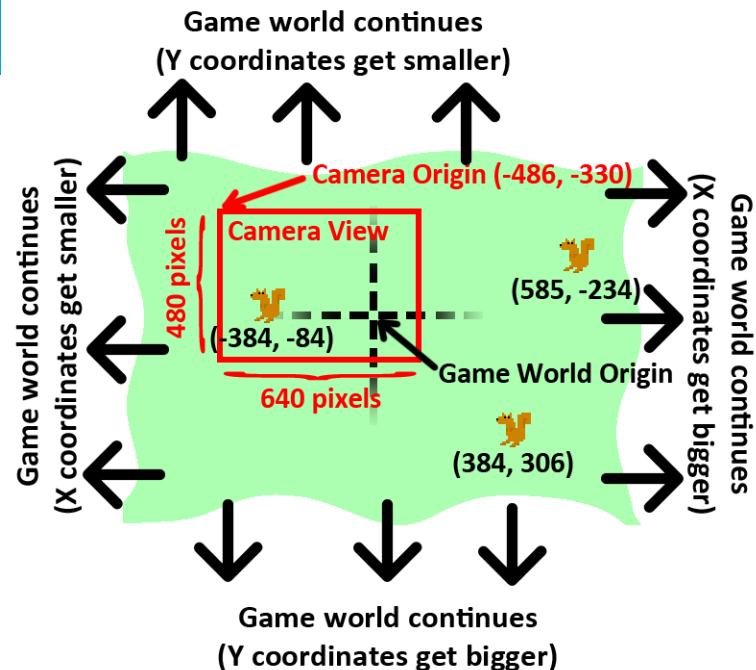 Game world continues
(Y coordinates get smaller)
Camera Origin (-486, -330)
Game world continues
(X coordinates get smaller)
480 pixels
Camera View
(585, -234)
(-384, -84)
Game World Origin
640 pixels
(384, 306)
Game world continues
(X coordinates get bigger)
Game world continues
(Y coordinates get bigger)